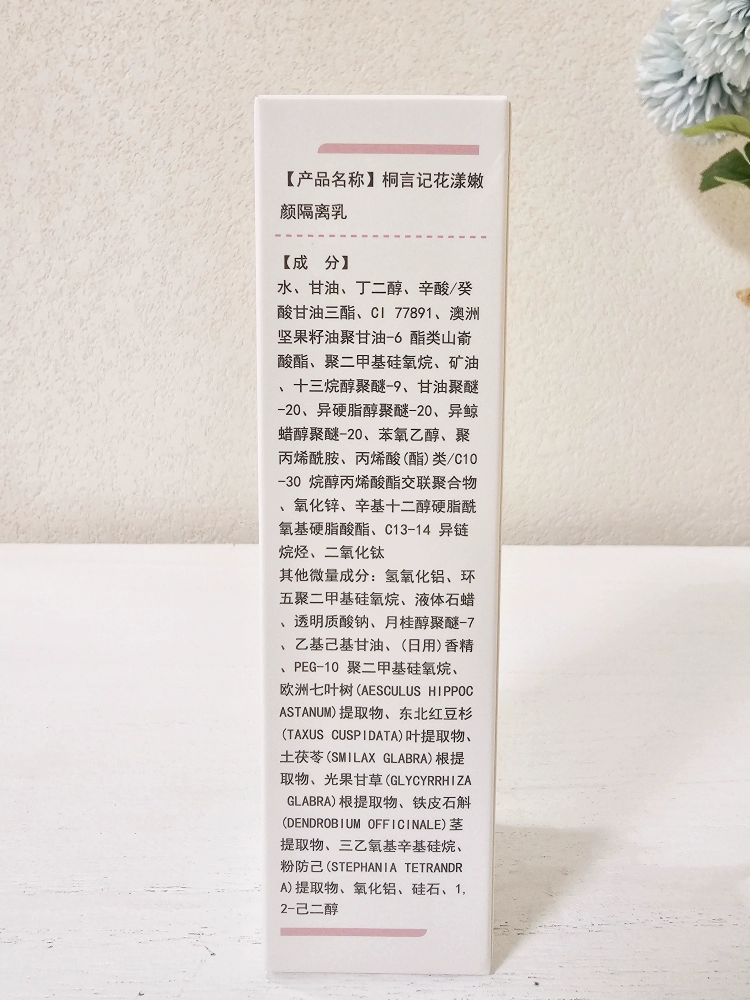 【产品名称】桐言记花漾嫩
颜隔离乳
【成 分】
水、甘油、丁二醇、辛酸/癸
酸甘油三酯、CI 77891、澳洲
坚果籽油聚甘油-6 酯类山嵛
酸酯、聚二甲基硅氧烷、矿油
、十三烷醇聚醚-9、甘油聚醚
-20、异硬脂醇聚醚-20、异鲸
蜡醇聚醚-20、苯氧乙醇、聚
丙烯酰胺、丙烯酸(酯)类/C10
-30 烷醇丙烯酸酯交联聚合物
、氧化锌、辛基十二醇硬脂酰
氧基硬脂酸酯、C13-14 异链
烷烃、二氧化钛
其他微量成分：氢氧化铝、环
五聚二甲基硅氧烷、液体石蜡
、透明质酸钠、月桂醇聚醚-7
、乙基己基甘油、(日用)香精
、PEG-10 聚二甲基硅氧烷、
欧洲七叶树(AESCULUS HIPPOC
ASTANUM)提取物、东北红豆杉
(TAXUS CUSPIDATA)叶提取物、
土茯苓(SMILAX GLABRA)根提
取物、光果甘草(GLYCYRRHIZA
GLABRA)根提取物、铁皮石斛
(DENDROBIUM OFFICINALE)茎
提取物、三乙氧基辛基硅烷、
粉防己(STEPHANIA TETRANDR
A)提取物、氧化铝、硅石、1,
2-己二醇